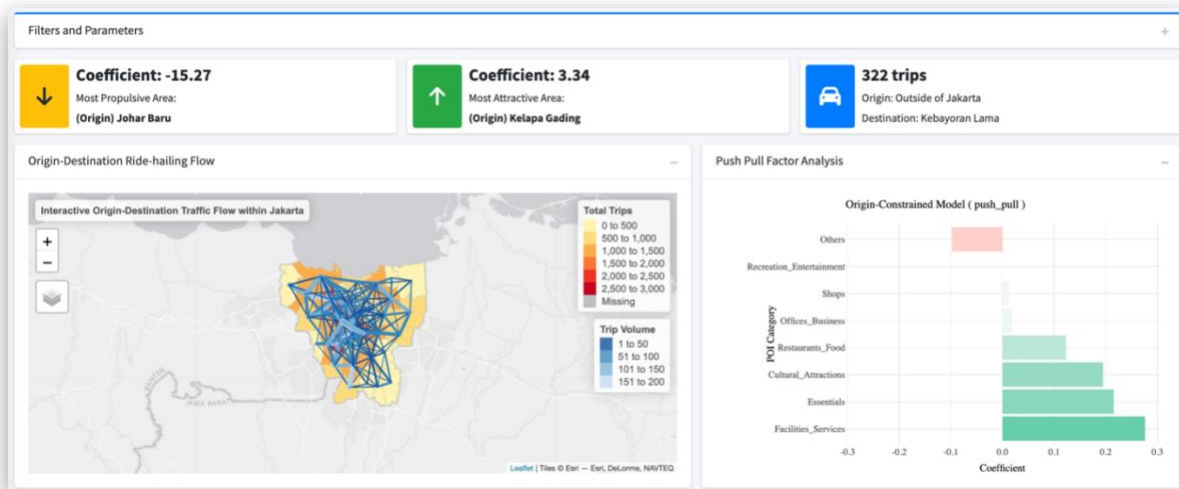 Filters and Parameters
+
Coefficient: -15.27
Most Propulsive Area:
(Origin) Johar Baru
Coefficient: 3.34
Most Attractive Area:
(Origin) Kelapa Gading
322 trips
Origin: Outside of Jakarta
Destination: Kebayoran Lama
Origin-Destination Ride-hailing Flow
Interactive Origin-Destination Traffic Flow within Jakarta
+
−
Total Trips
0 to 500
500 to 1,000
1,000 to 1,500
1,500 to 2,000
2,000 to 2,500
2,500 to 3,000
Missing
Trip Volume
1 to 50
51 to 100
101 to 150
151 to 200
BANTEN
JAWA BARAT
Leaflet | Tiles © Esri — Esri, DeLorme, NAVTEQ
Push Pull Factor Analysis
Origin-Constrained Model ( push_pull )
POI Category
Others
Recreation_Entertainment
Shops
Offices_Business
Restaurants_Food
Cultural_Attractions
Essentials
Facilities_Services
-0.3 -0.2 -0.1 0.0 0.1 0.2 0.3
Coefficient